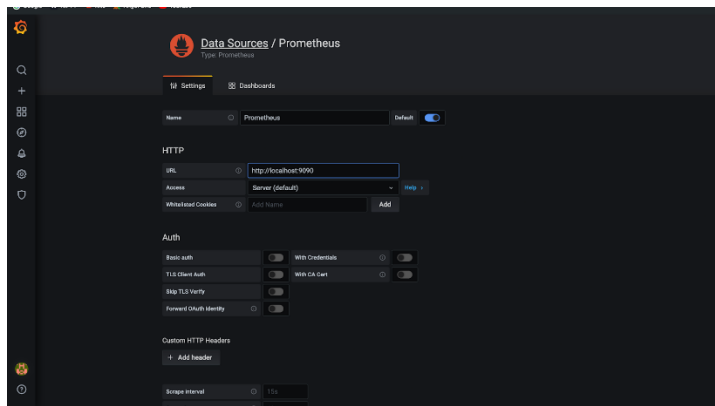 Data Sources / Prometheus
Type: Prometheus
Settings Dashboards
Name Prometheus Default
HTTP
URL http://localhost:9090
Access Server (default) Help ›
Whitelisted Cookies Add Name Add
Auth
Basic auth With Credentials
TLS Client Auth With CA Cert
Skip TLS Verify
Forward OAuth Identity
Custom HTTP Headers
+ Add header
Scrape interval 15s